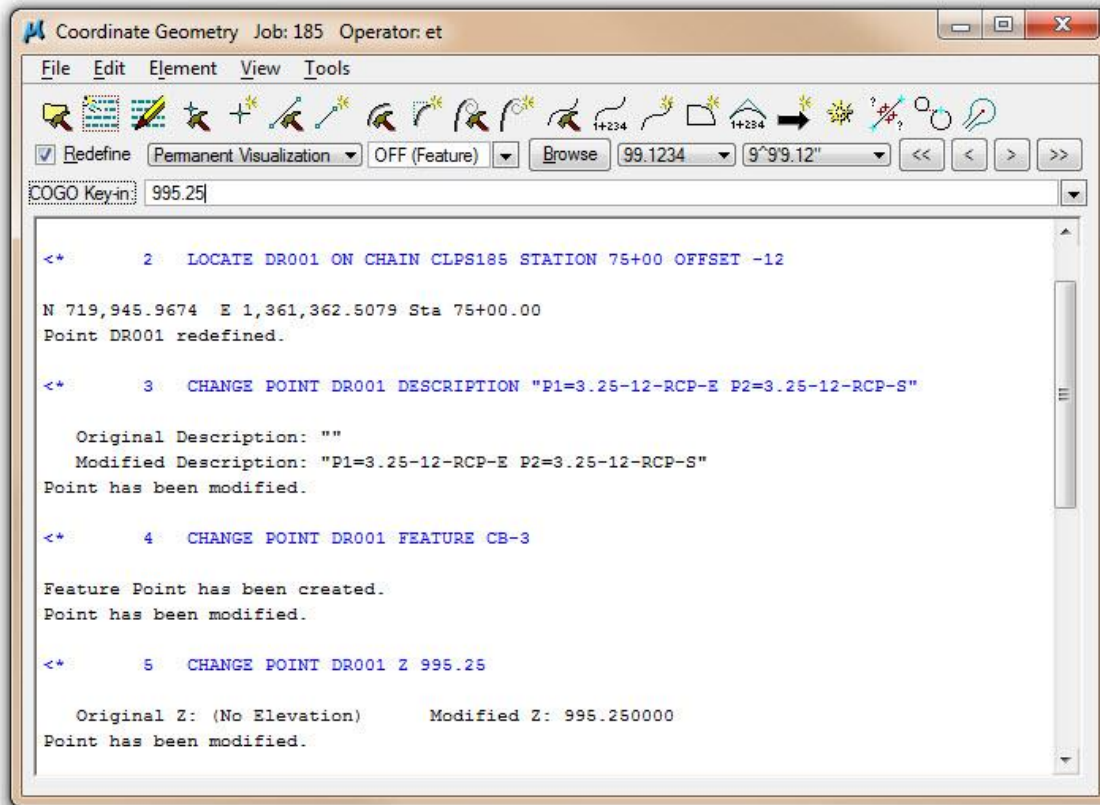 Coordinate Geometry Job: 185 Operator: et
File Edit Element View Tools
1+234 1+234
Redefine Permanent Visualization OFF (Feature) Browse 99.1234 9^9'9.12" << < > >>
COGO Key-in: 995.25
<* 2 LOCATE DR001 ON CHAIN CLPS185 STATION 75+00 OFFSET -12
N 719,945.9674 E 1,361,362.5079 Sta 75+00.00
Point DR001 redefined.
<* 3 CHANGE POINT DR001 DESCRIPTION "P1=3.25-12-RCP-E P2=3.25-12-RCP-S"
Original Description: ""
Modified Description: "P1=3.25-12-RCP-E P2=3.25-12-RCP-S"
Point has been modified.
<* 4 CHANGE POINT DR001 FEATURE CB-3
Feature Point has been created.
Point has been modified.
<* 5 CHANGE POINT DR001 Z 995.25
Original Z: (No Elevation) Modified Z: 995.250000
Point has been modified.